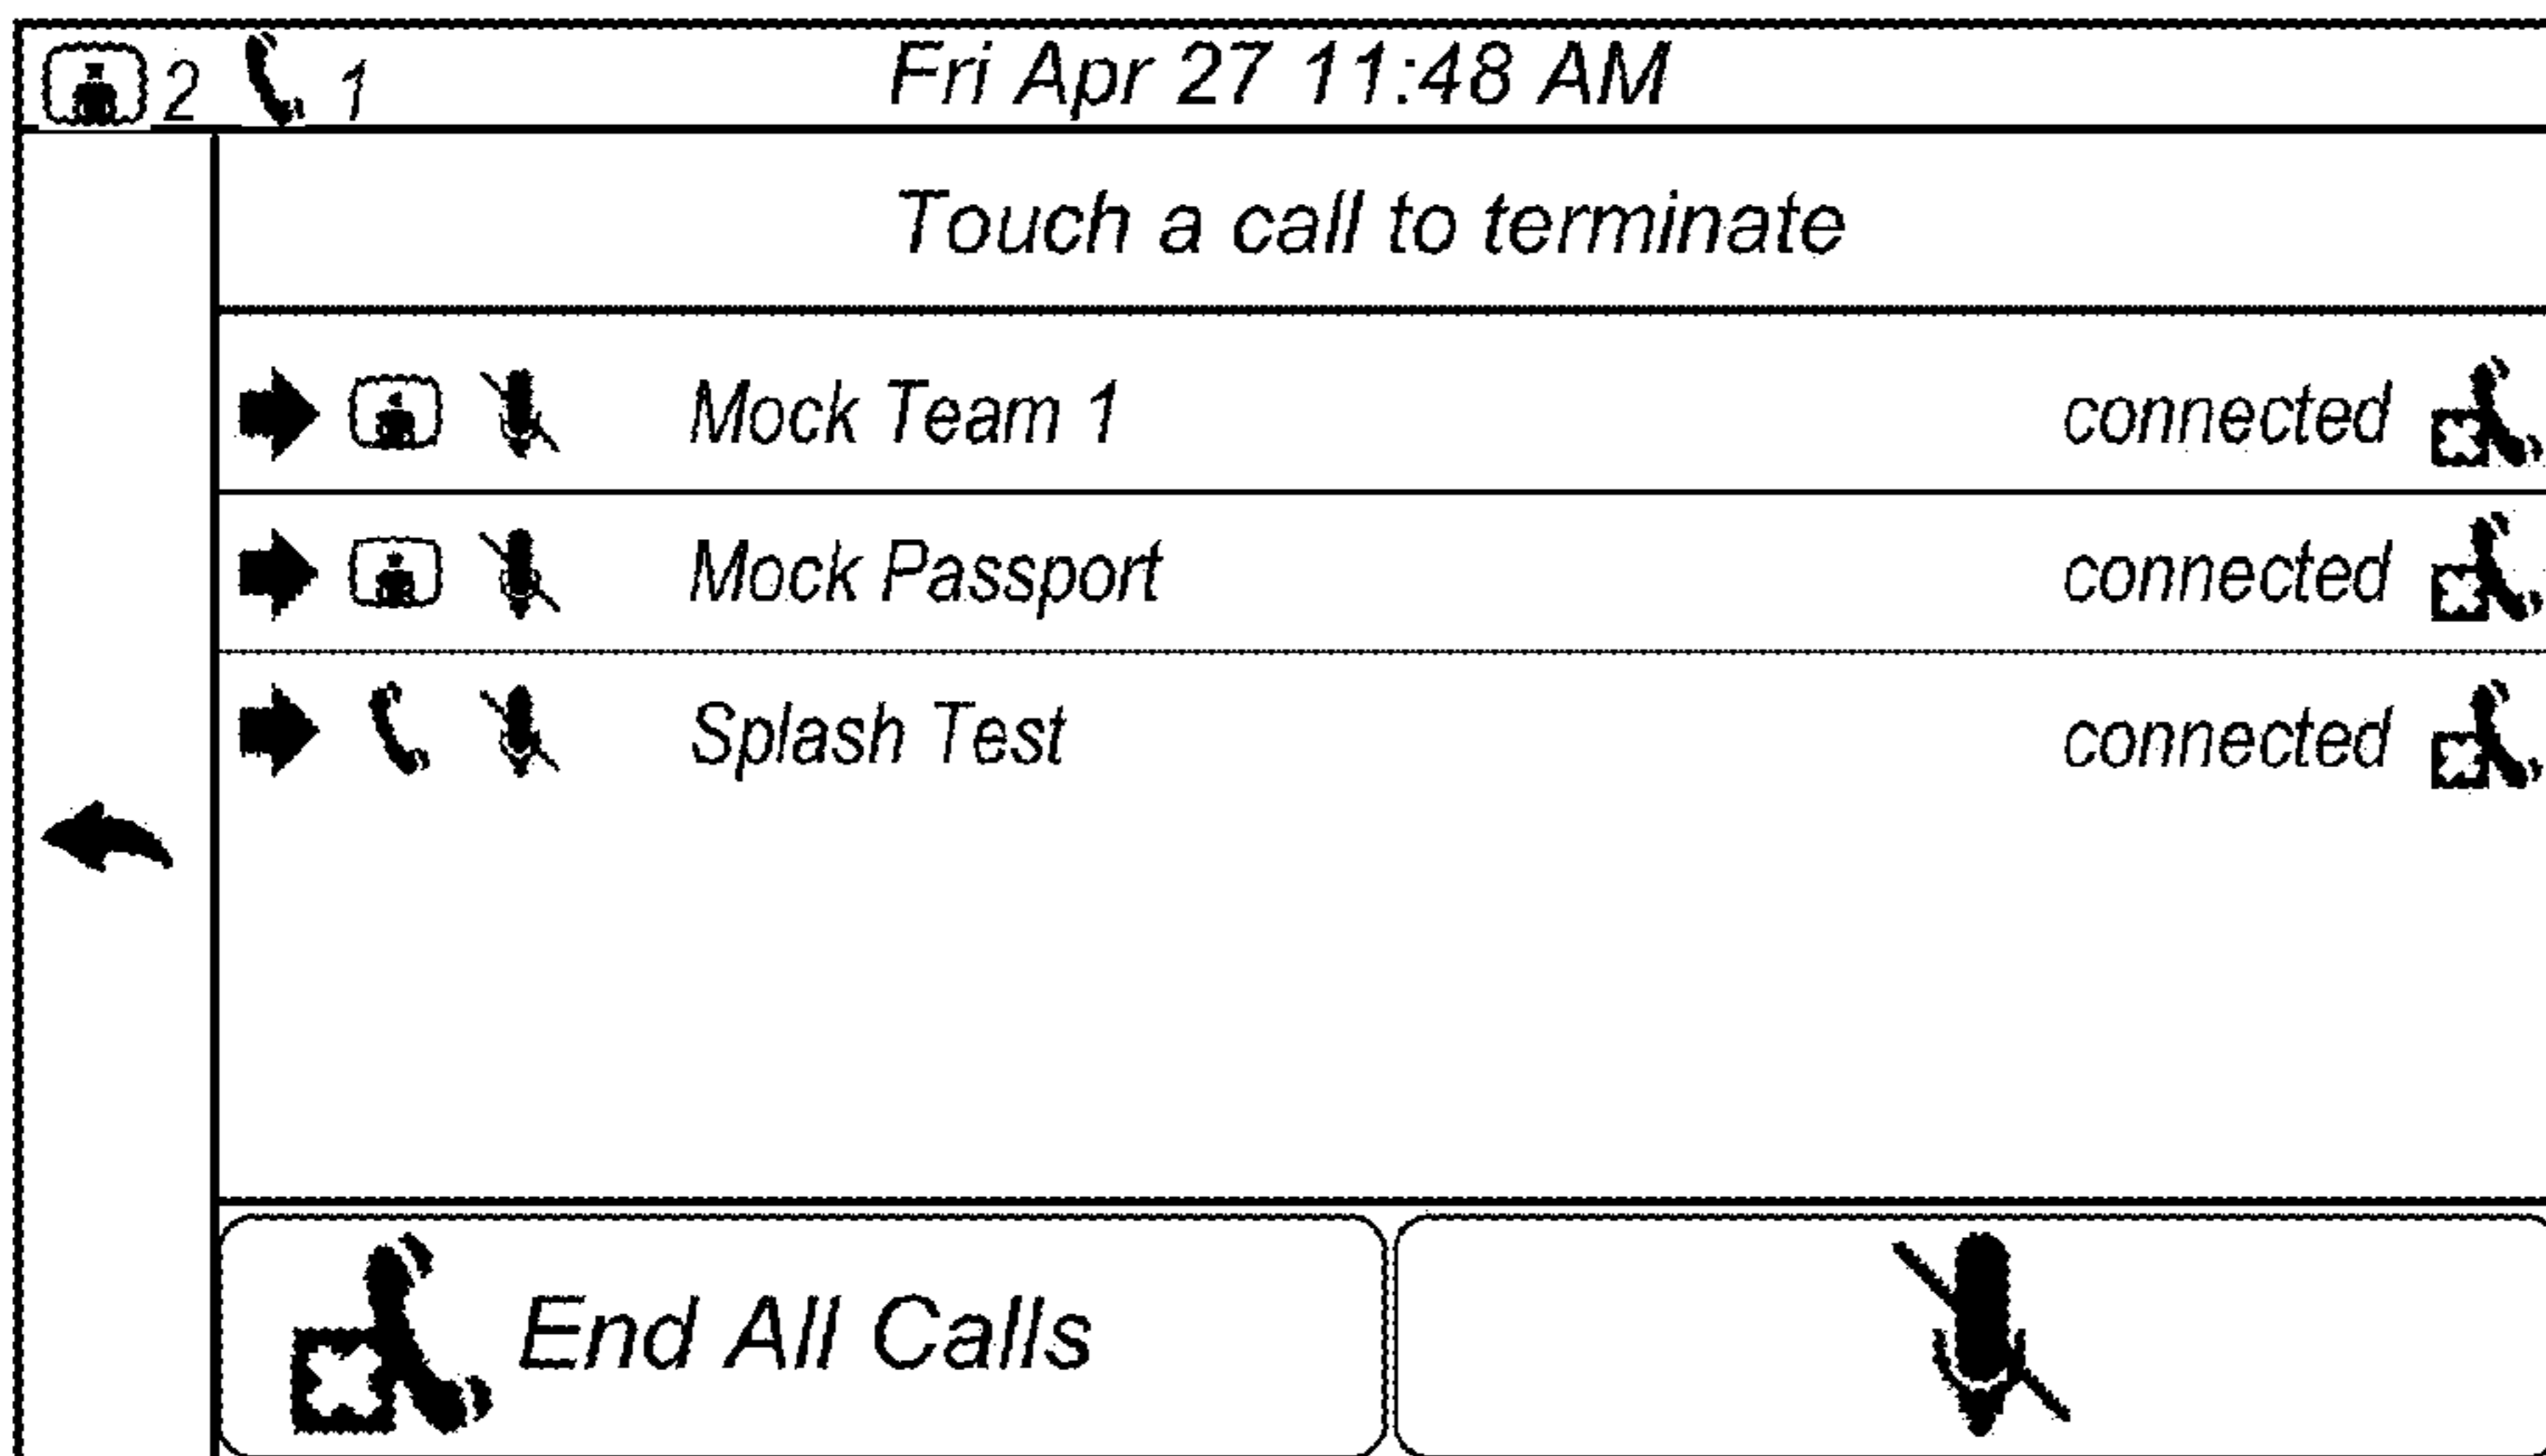 2 1 Fri Apr 27 11:48 AM
Touch a call to terminate
Mock Team 1 connected
Mock Passport connected
Splash Test connected
End All Calls